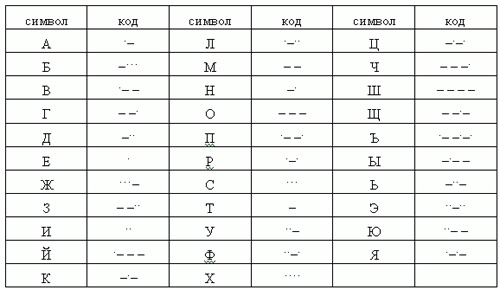 символ код символ код символ код
А ·– Л ·–·· Ц –·–·
Б –··· М –– Ч –––·
В ·–– Н –· Ш ––––
Г ––· О ––– Щ ––·–
Д –·· П ·––· Ъ ·––·–·
Е · Р ·–· Ы –·––
Ж ···– С ··· Ь –··–
З ––·· Т – Э ··–··
И ·· У ··– Ю ··––
Й ·––– Ф ··–· Я ·–·–
К –·– Х ····